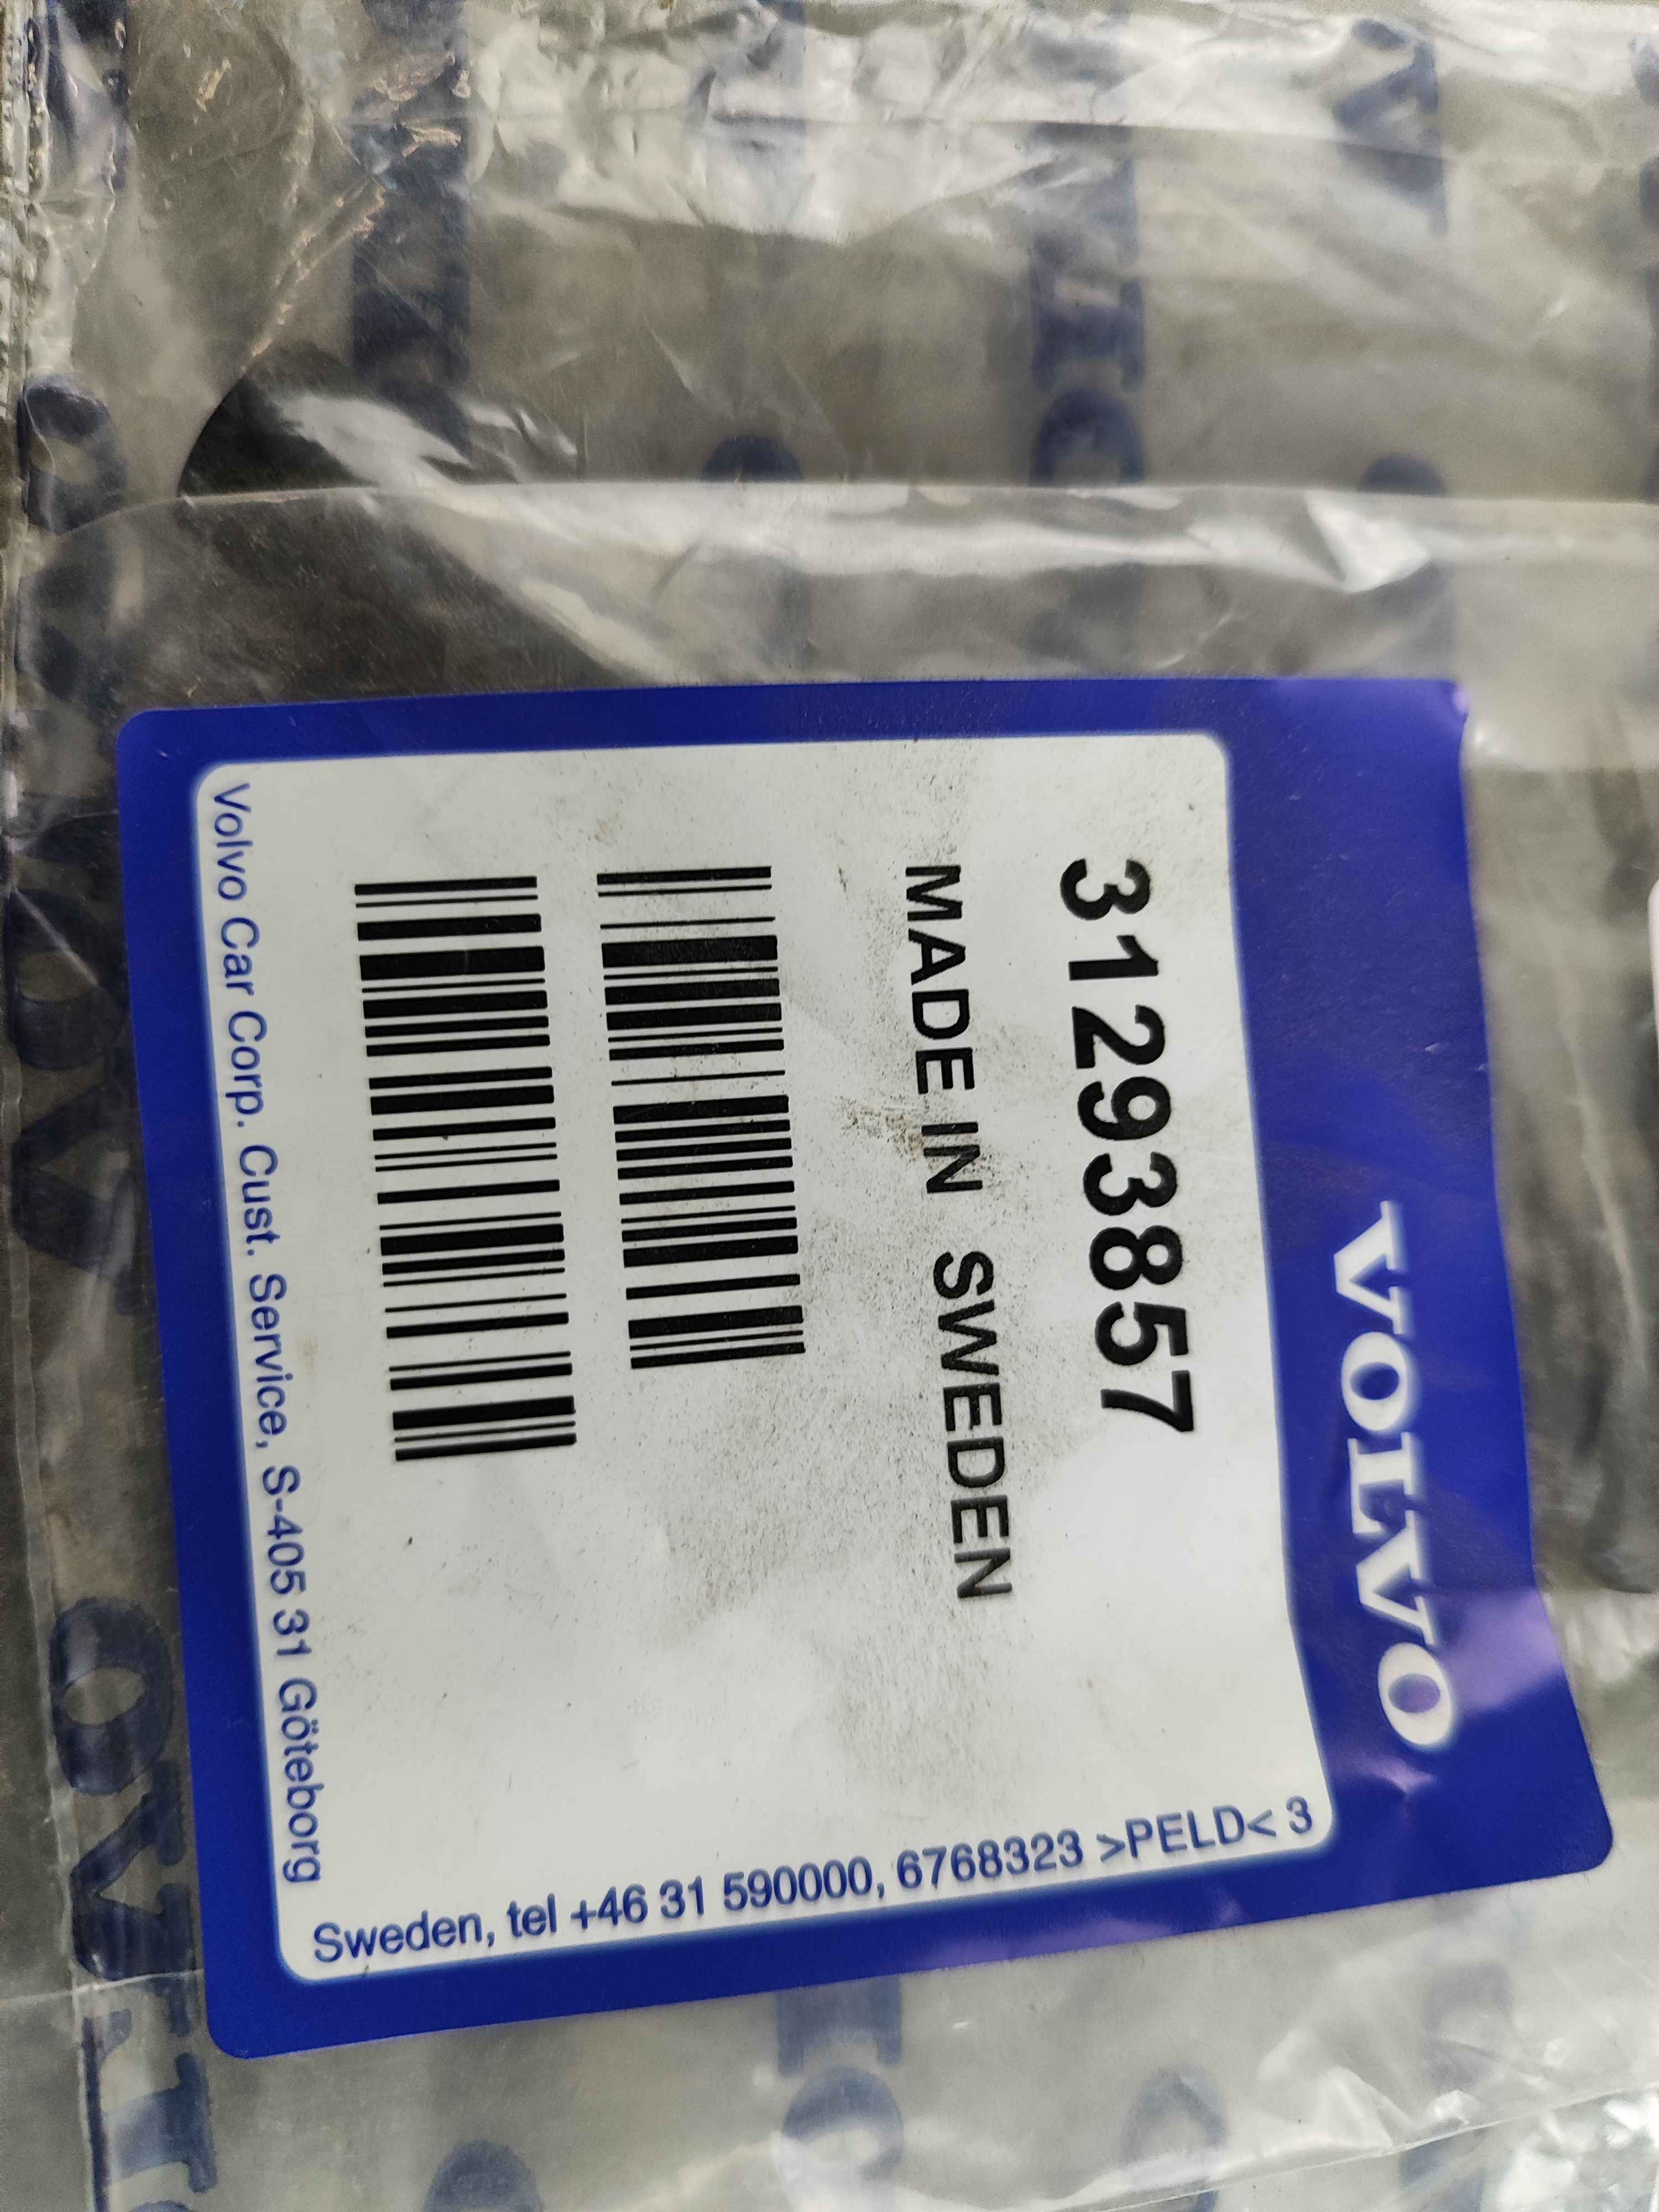 VOLVO
31293857
MADE IN SWEDEN
Volvo Car Corp. Cust. Service, S-405 31 Göteborg
Sweden, tel +46 31 590000, 6768323 >PELD< 3